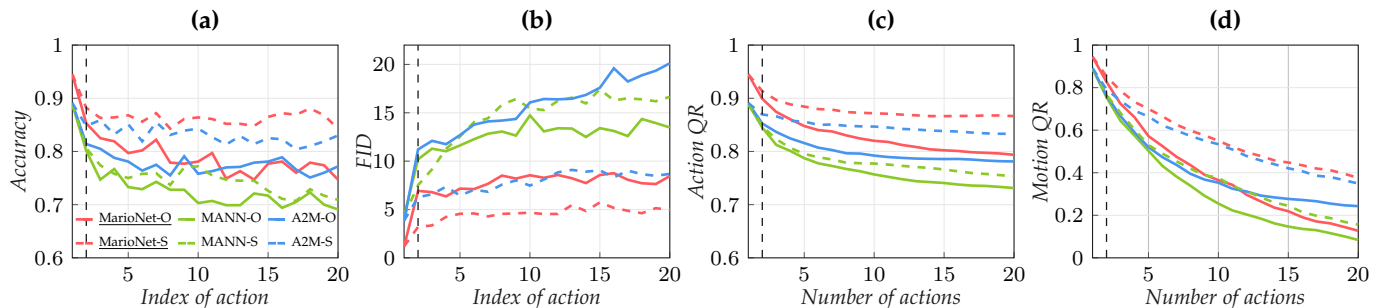 (a)
1
0.9
0.8
0.7
0.6
Accuracy
MarioNet-O MANN-O A2M-O
MarioNet-S MANN-S A2M-S
5 10 15 20
Index of action
(b)
20
15
10
5
0
FID
5 10 15 20
Index of action
(c)
1
0.9
0.8
0.7
0.6
Action QR
5 10 15 20
Number of actions
(d)
1
0.8
0.6
0.4
0.2
0
Motion QR
5 10 15 20
Number of actions